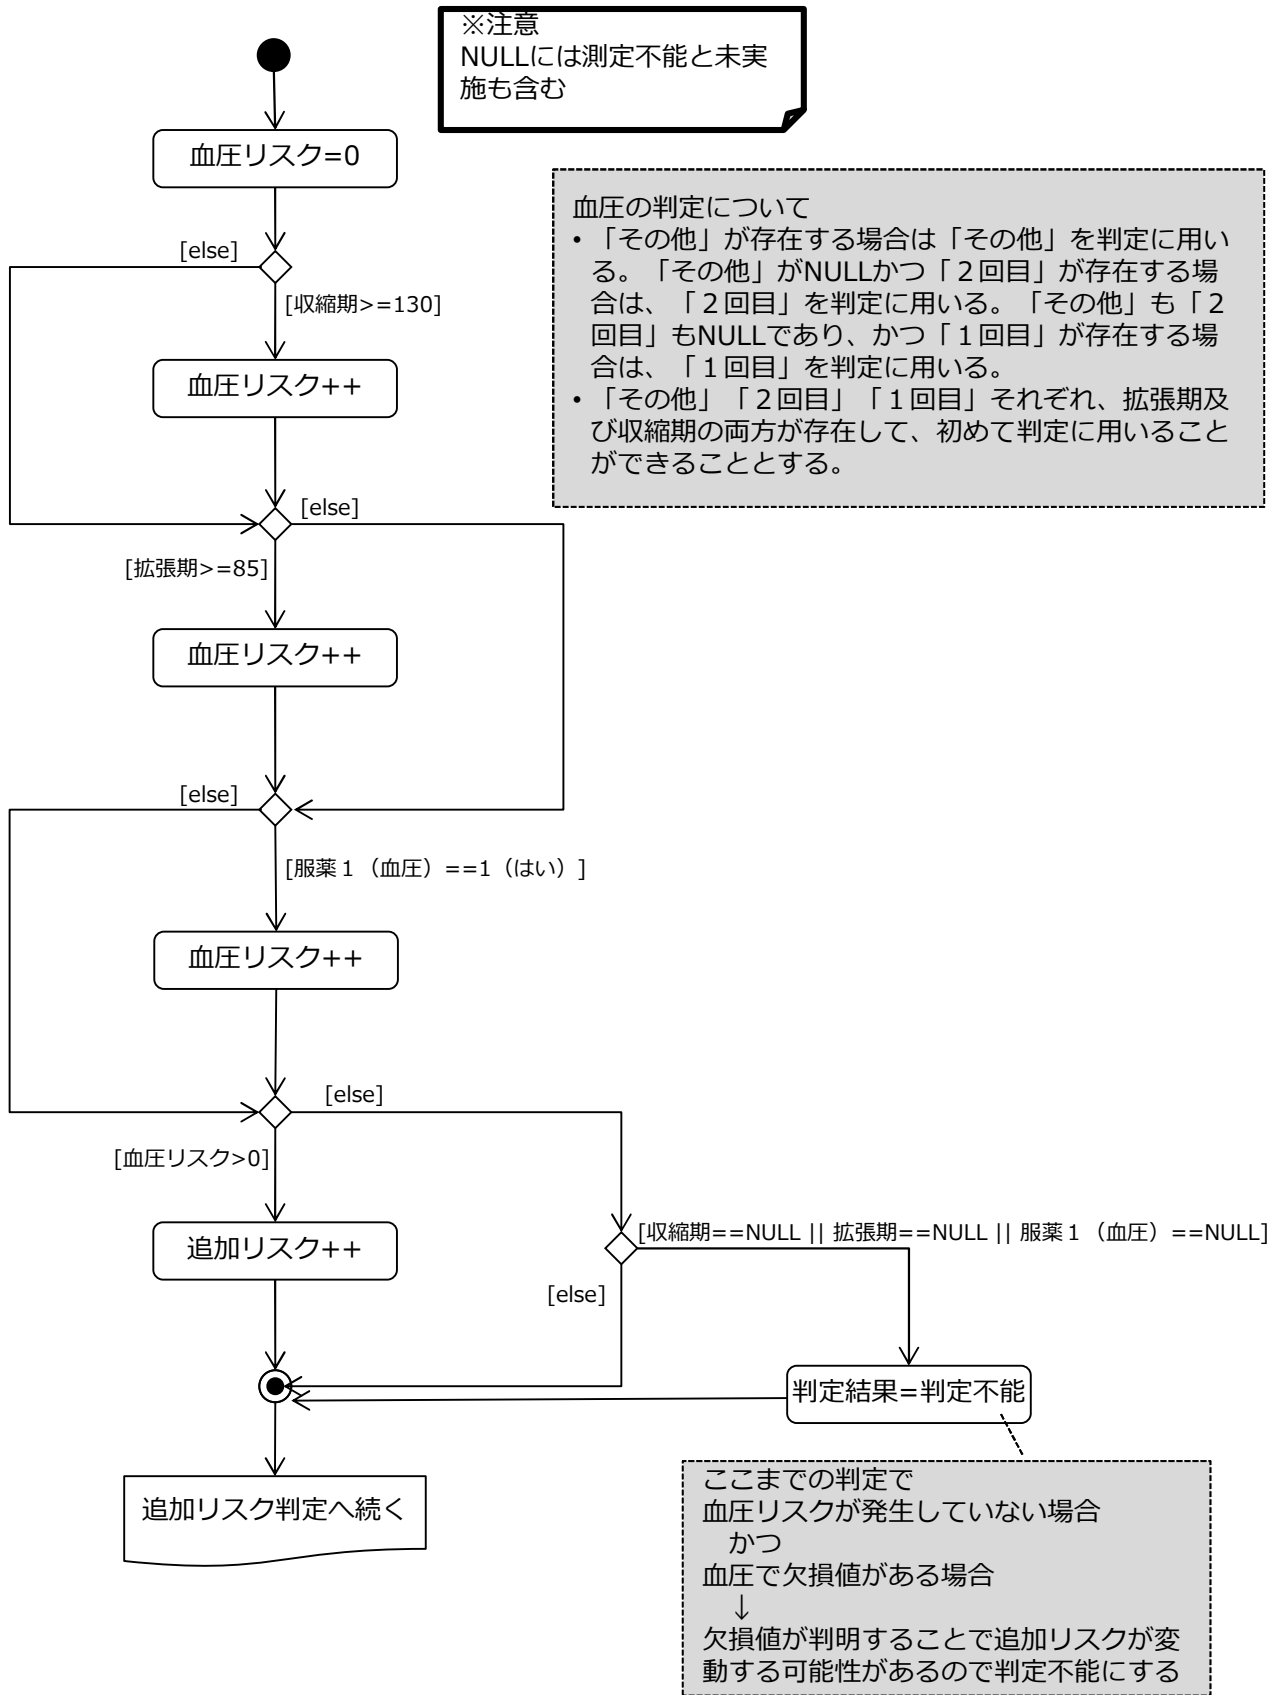 ※注意
NULLには測定不能と未実
施も含む
血圧リスク=0
血圧の判定について
• 「その他」が存在する場合は「その他」を判定に用い
る。「その他」がNULLかつ「２回目」が存在する場
合は、「２回目」を判定に用いる。「その他」も「２
回目」もNULLであり、かつ「１回目」が存在する場
合は、「１回目」を判定に用いる。
• 「その他」「２回目」「１回目」それぞれ、拡張期及
び収縮期の両方が存在して、初めて判定に用いること
ができることとする。
[else]
[収縮期>=130]
血圧リスク++
[else]
[拡張期>=85]
血圧リスク++
[else]
[服薬１（血圧）==1（はい）]
血圧リスク++
[else]
[血圧リスク>0]
追加リスク++
[収縮期==NULL || 拡張期==NULL || 服薬１（血圧）==NULL]
[else]
判定結果=判定不能
追加リスク判定へ続く
ここまでの判定で
血圧リスクが発生していない場合
かつ
血圧で欠損値がある場合
↓
欠損値が判明することで追加リスクが変
動する可能性があるので判定不能にする